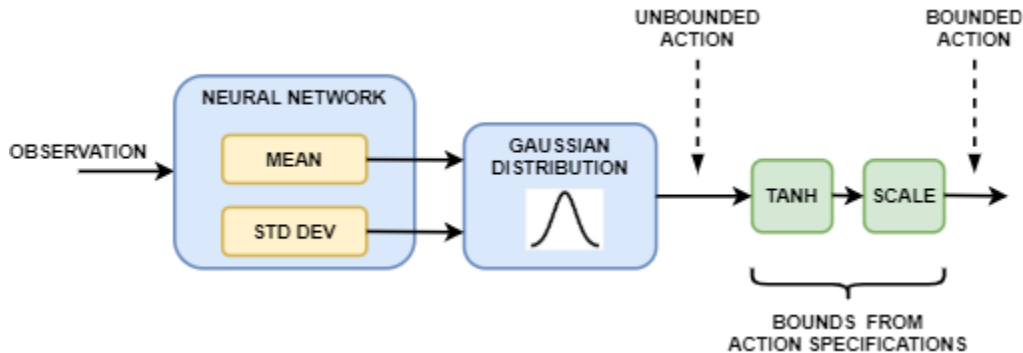 UNBOUNDED
ACTION
BOUNDED
ACTION
NEURAL NETWORK
OBSERVATION
MEAN
STD DEV
GAUSSIAN
DISTRIBUTION
TANH
SCALE
BOUNDS FROM
ACTION SPECIFICATIONS